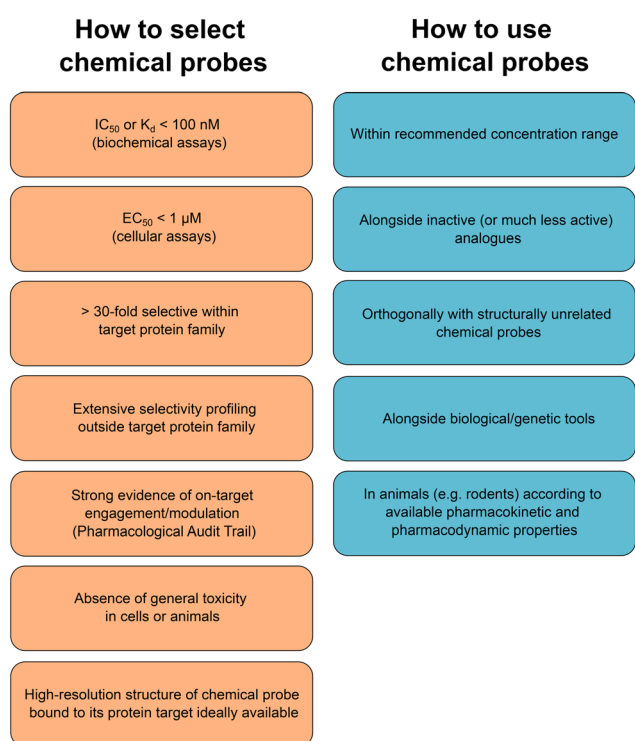 How to select
chemical probes
IC₅₀ or K_d < 100 nM
(biochemical assays)
EC₅₀ < 1 µM
(cellular assays)
> 30-fold selective within
target protein family
Extensive selectivity profiling
outside target protein family
Strong evidence of on-target
engagement/modulation
(Pharmacological Audit Trail)
Absence of general toxicity
in cells or animals
High-resolution structure of chemical probe
bound to its protein target ideally available
How to use
chemical probes
Within recommended concentration range
Alongside inactive (or much less active)
analogues
Orthogonally with structurally unrelated
chemical probes
Alongside biological/genetic tools
In animals (e.g. rodents) according to
available pharmacokinetic and
pharmacodynamic properties